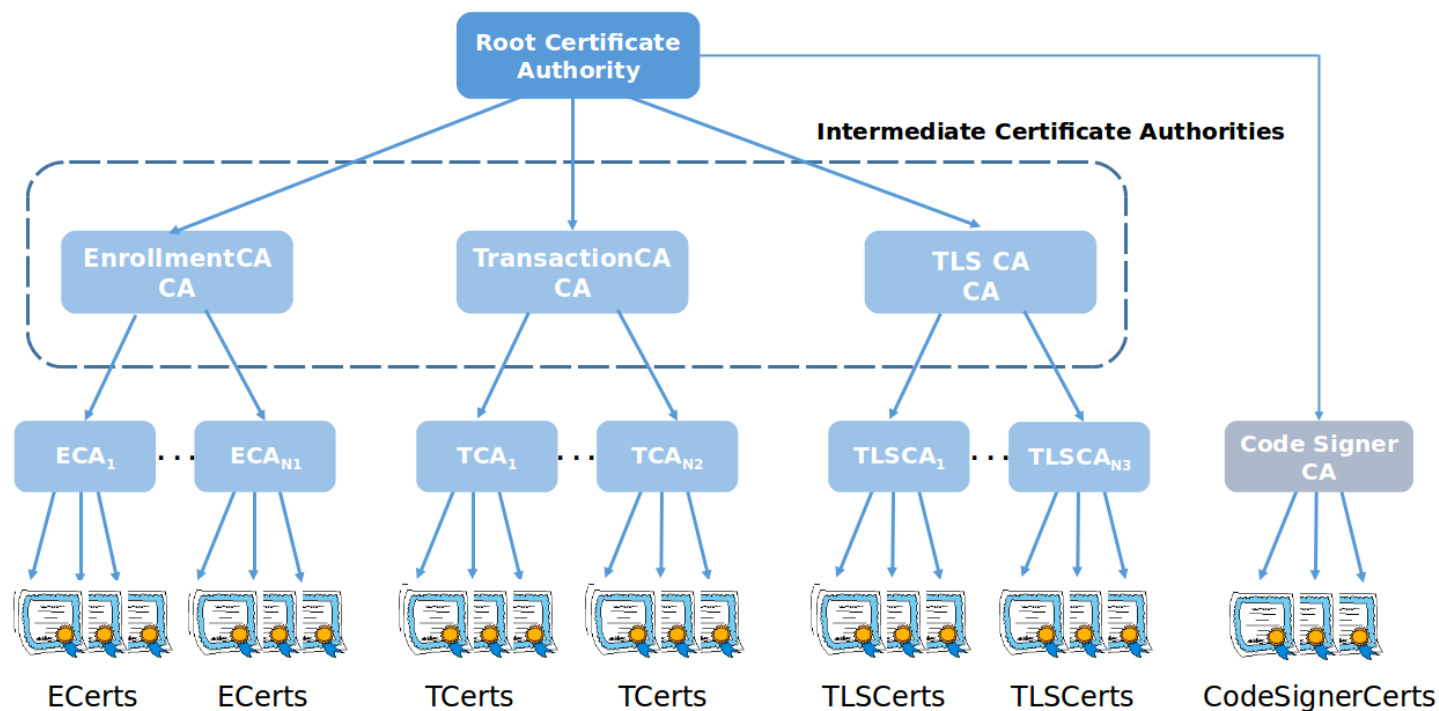 Root Certificate
Authority
Intermediate Certificate Authorities
EnrollmentCA
CA
TransactionCA
CA
TLS CA
CA
ECA1
. . .
ECAN1
TCA1
. . .
TCAN2
TLSCA1
. . .
TLSCAN3
Code Signer
CA
ECerts
ECerts
TCerts
TCerts
TLSCerts
TLSCerts
CodeSignerCerts